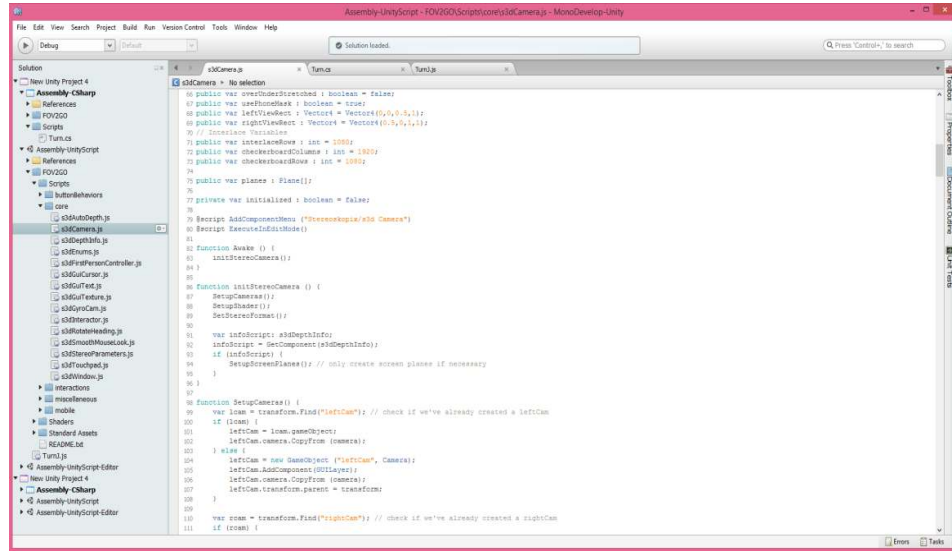 Assembly-UnityScript - FOV2GO\Scripts\core\s3dCamera.js - MonoDevelop-Unity
File Edit View Search Project Build Run Version Control Tools Window Help
Debug Default Solution loaded. Press 'Control+,' to search
Solution
New Unity Project 4
Assembly-CSharp
References
FOV2GO
Scripts
Turn.cs
Assembly-UnityScript
References
FOV2GO
Scripts
buttonBehaviors
core
s3dAutoDepth.js
s3dCamera.js
s3dDepthInfo.js
s3dEnums.js
s3dFirstPersonController.js
s3dGuiCursor.js
s3dGuiText.js
s3dGuiTexture.js
s3dGyroCam.js
s3dInteractor.js
s3dRotateHeading.js
s3dSmoothMouseLook.js
s3dStereoParameters.js
s3dTouchpad.js
s3dWindow.js
interactions
miscellaneous
mobile
Shaders
Standard Assets
README.txt
TurnJ.js
Assembly-UnityScript-Editor
New Unity Project 4
Assembly-CSharp
Assembly-UnityScript
Assembly-UnityScript-Editor
s3dCamera.js Turn.cs TurnJ.js
s3dCamera No selection
66 public var overUnderStretched : boolean = false;
67 public var usePhoneMask : boolean = true;
68 public var leftViewRect : Vector4 = Vector4(0,0,0.5,1);
69 public var rightViewRect : Vector4 = Vector4(0.5,0,1,1);
70 // Interlace Variables
71 public var interlaceRows : int = 1080;
72 public var checkerboardColumns : int = 1920;
73 public var checkerboardRows : int = 1080;
74
75 public var planes : Plane[];
76
77 private var initialized : boolean = false;
78
79 @script AddComponentMenu ("Stereoskopix/s3d Camera")
80 @script ExecuteInEditMode()
81
82 function Awake () {
83 initStereoCamera();
84 }
85
86 function initStereoCamera () {
87 SetupCameras();
88 SetupShader();
89 SetStereoFormat();
90
91 var infoScript: s3dDepthInfo;
92 infoScript = GetComponent(s3dDepthInfo);
93 if (infoScript) {
94 SetupScreenPlanes(); // only create screen planes if necessary
95 }
96 }
97
98 function SetupCameras() {
99 var lcam = transform.Find("leftCam"); // check if we've already created a leftCam
100 if (lcam) {
101 leftCam = lcam.gameObject;
102 leftCam.camera.CopyFrom (camera);
103 } else {
104 leftCam = new GameObject ("leftCam", Camera);
105 leftCam.AddComponent(GUILayer);
106 leftCam.camera.CopyFrom (camera);
107 leftCam.transform.parent = transform;
108 }
109
110 var rcam = transform.Find("rightCam"); // check if we've already created a rightCam
111 if (rcam) {
Toolbox
Properties
Document Outline
Unit Tests
Errors Tasks